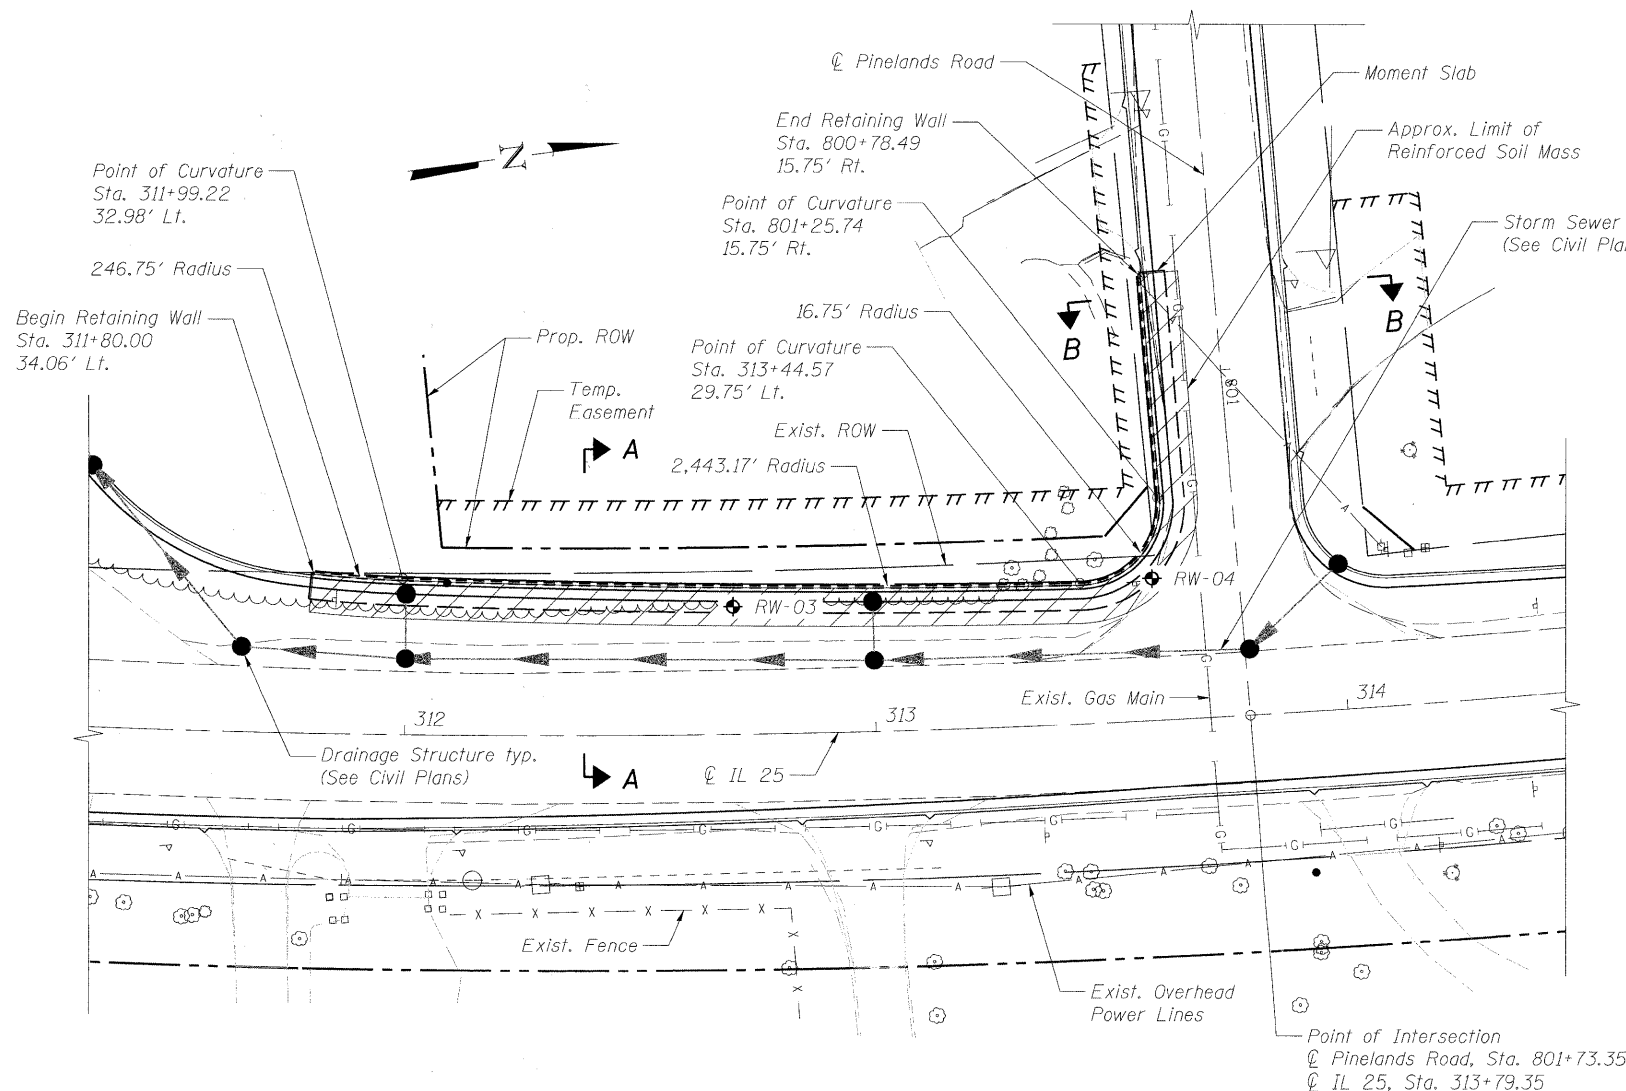 ℄ Pinelands Road
Moment Slab
End Retaining Wall
Sta. 800+78.49
15.75' Rt.
Approx. Limit of
Reinforced Soil Mass
N
Point of Curvature
Sta. 311+99.22
32.98' Lt.
Point of Curvature
Sta. 801+25.74
15.75' Rt.
Storm Sewer
(See Civil Pla
246.75' Radius
16.75' Radius
B
B
Begin Retaining Wall
Sta. 311+80.00
34.06' Lt.
Prop. ROW
Point of Curvature
Sta. 313+44.57
29.75' Lt.
Temp.
Easement
801
Exist. ROW
A
2,443.17' Radius
RW-03
RW-04
Exist. Gas Main
312
313
314
Drainage Structure typ.
(See Civil Plans)
A
℄ IL 25
G G G G G G G G
A A A A A A A A A A A A A
X X X X X X
Exist. Fence
X
X
Exist. Overhead
Power Lines
Point of Intersection
℄ Pinelands Road, Sta. 801+73.35
℄ IL 25, Sta. 313+79.35